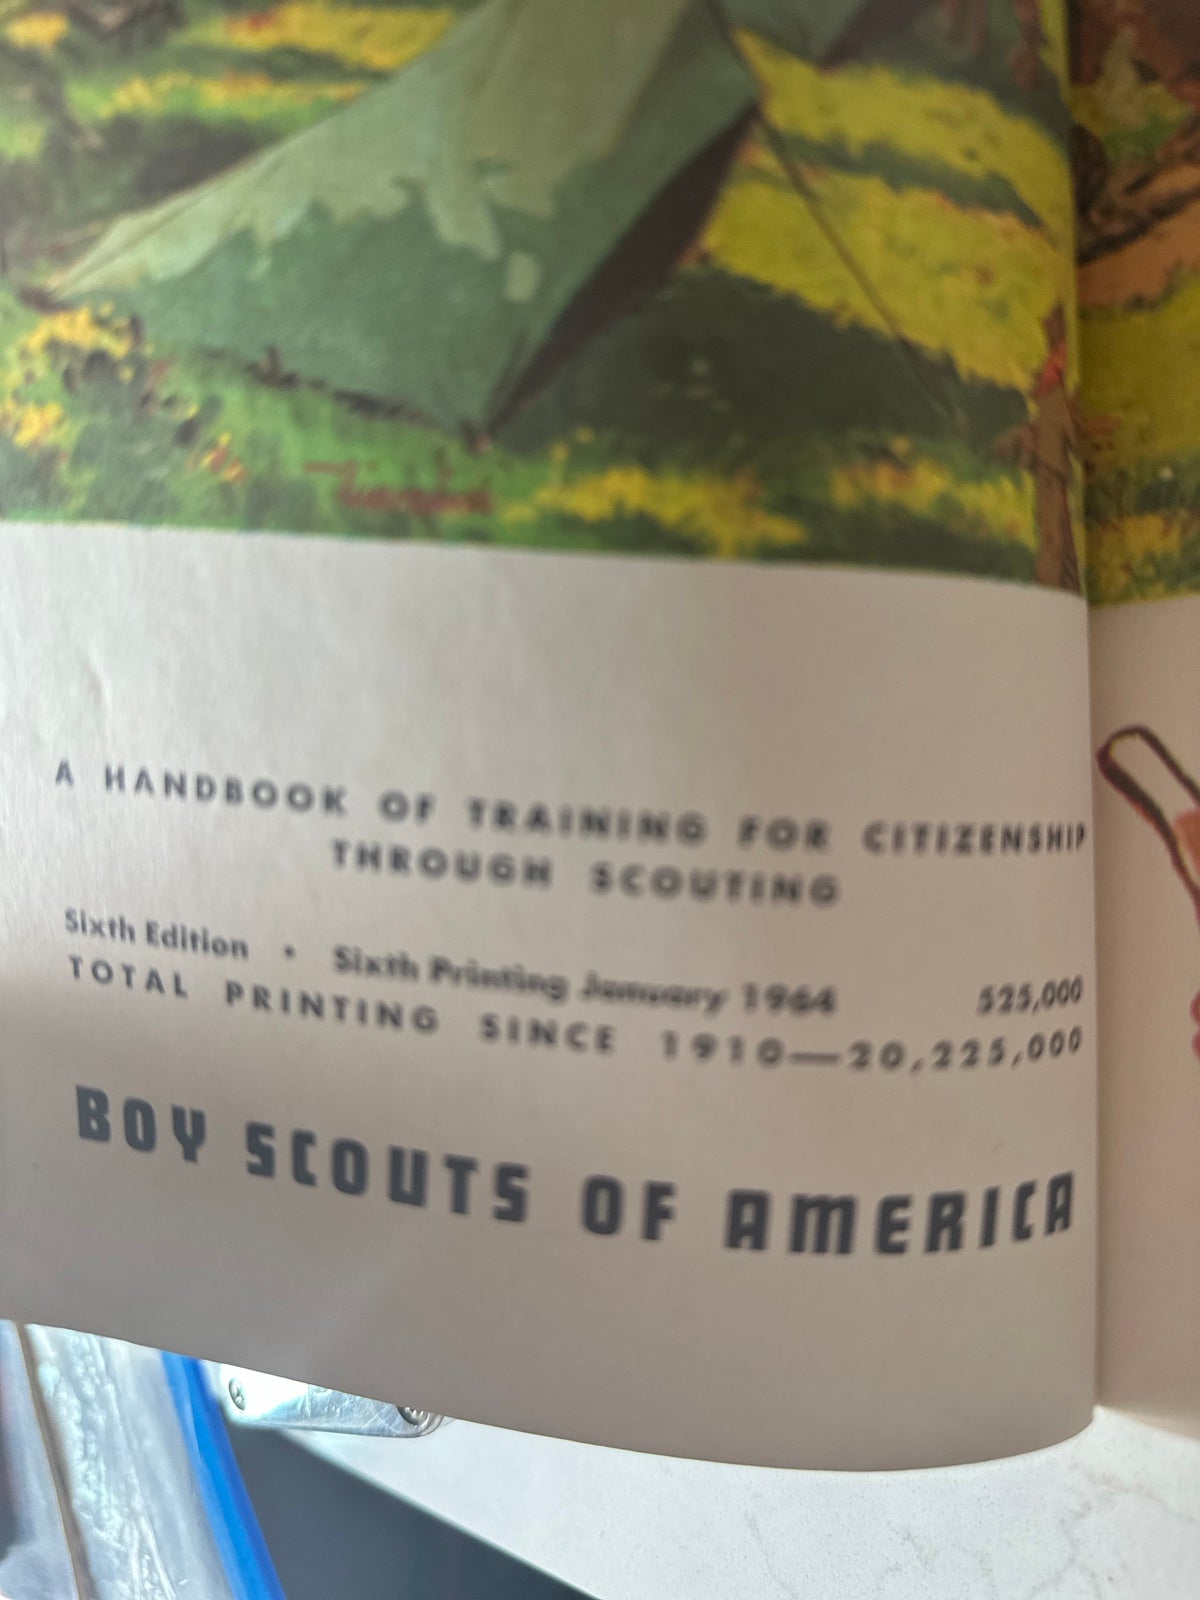 A HANDBOOK OF TRAINING FOR CITIZENSHIP
THROUGH SCOUTING
Sixth Edition • Sixth Printing January 1964 525,000
TOTAL PRINTING SINCE 1910—20,225,000
BOY SCOUTS OF AMERICA